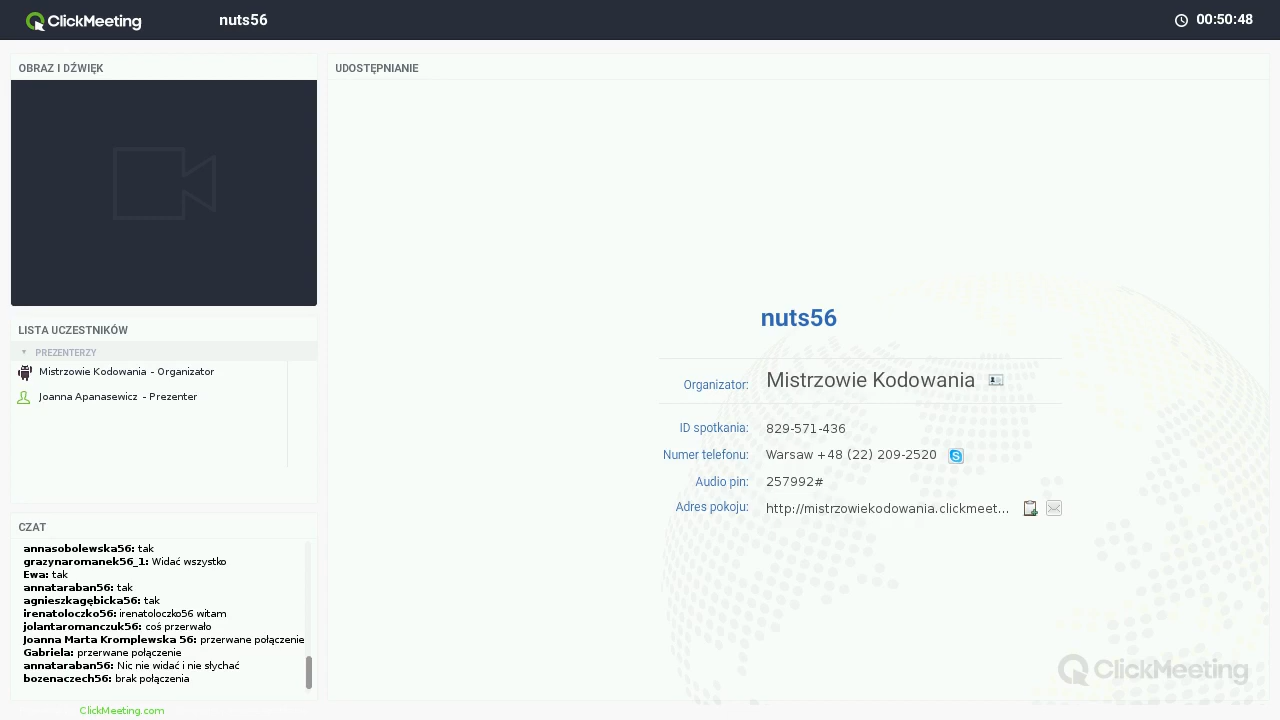 ClickMeeting
nuts56
00:50:48
OBRAZ I DŹWIĘK
UDOSTĘPNIANIE
LISTA UCZESTNIKÓW
PREZENTERZY
Mistrzowie Kodowania - Organizator
Joanna Apanasewicz - Prezenter
CZAT
annasobolewska56: tak
grazynaromanek56_1: Widać wszystko
Ewa: tak
annataraban56: tak
agnieszkagębicka56: tak
irenatoloczko56: irenatoloczko56 witam
jolantaromanczuk56: coś przerwało
Joanna Marta Kromplewska 56: przerwane połączenie
Gabriela: przerwane połączenie
annataraban56: Nic nie widać i nie słychać
bozenaczech56: brak połączenia
ClickMeeting.com
nuts56
Organizator: Mistrzowie Kodowania
ID spotkania: 829-571-436
Numer telefonu: Warsaw +48 (22) 209-2520
Audio pin: 257992#
Adres pokoju: http://mistrzowiekodowania.clickmeet...
ClickMeeting